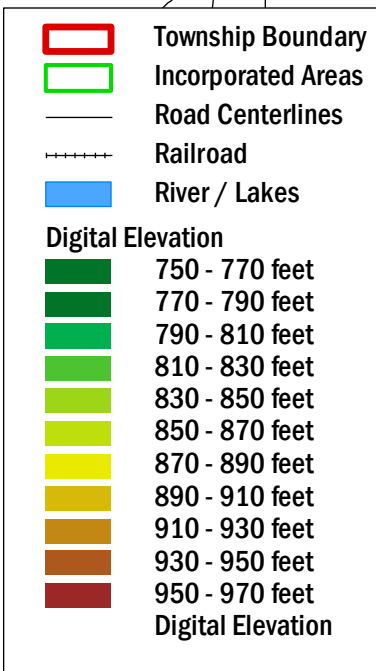 Township Boundary
Incorporated Areas
Road Centerlines
Railroad
River / Lakes
Digital Elevation
750 - 770 feet
770 - 790 feet
790 - 810 feet
810 - 830 feet
830 - 850 feet
850 - 870 feet
870 - 890 feet
890 - 910 feet
910 - 930 feet
930 - 950 feet
950 - 970 feet
Digital Elevation